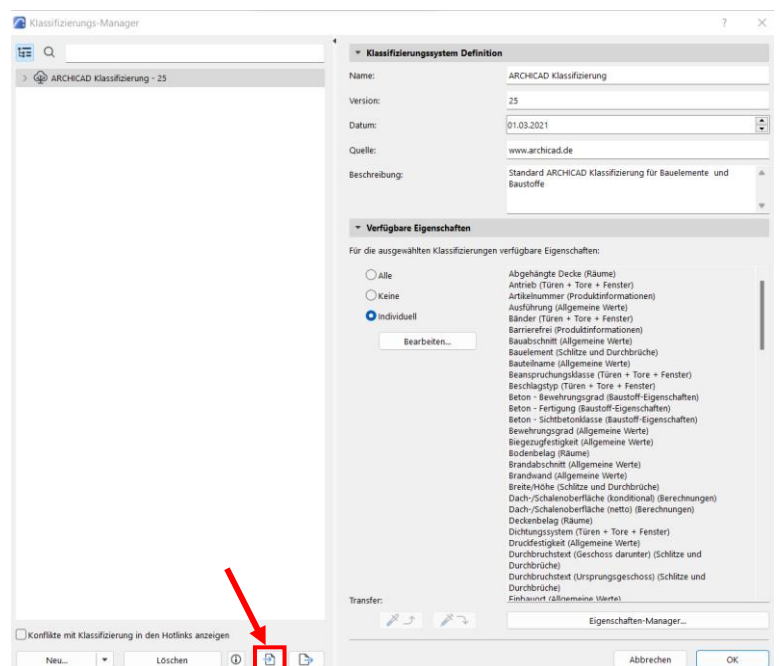 Klassifizierungs-Manager
?
ARCHICAD Klassifizierung - 25
Klassifizierungssystem Definition
Name:
ARCHICAD Klassifizierung
Version:
25
Datum:
01.03.2021
Quelle:
www.archicad.de
Beschreibung:
Standard ARCHICAD Klassifizierung für Bauelemente und
Baustoffe
Verfügbare Eigenschaften
Für die ausgewählten Klassifizierungen verfügbare Eigenschaften:
Alle
Keine
Individuell
Bearbeiten...
Abgehängte Decke (Räume)
Antrieb (Türen + Tore + Fenster)
Artikelnummer (Produktinformationen)
Ausführung (Allgemeine Werte)
Bänder (Türen + Tore + Fenster)
Barrierefrei (Produktinformationen)
Bauabschnitt (Allgemeine Werte)
Bauelement (Schlitze und Durchbrüche)
Bauteilname (Allgemeine Werte)
Beanspruchungsklasse (Türen + Tore + Fenster)
Beschlagstyp (Türen + Tore + Fenster)
Beton - Bewehrungsgrad (Baustoff-Eigenschaften)
Beton - Fertigung (Baustoff-Eigenschaften)
Beton - Sichtbetonklasse (Baustoff-Eigenschaften)
Bewehrungsgrad (Allgemeine Werte)
Biegezugfestigkeit (Allgemeine Werte)
Bodenbelag (Räume)
Brandabschnitt (Allgemeine Werte)
Brandwand (Allgemeine Werte)
Breite/Höhe (Schlitze und Durchbrüche)
Dach-/Schalenoberfläche (konditional) (Berechnungen)
Dach-/Schalenoberfläche (netto) (Berechnungen)
Deckenbelag (Räume)
Dichtungssystem (Türen + Tore + Fenster)
Druckfestigkeit (Allgemeine Werte)
Durchbruchstext (Geschoss darunter) (Schlitze und
Durchbrüche)
Durchbruchstext (Ursprungsgeschoss) (Schlitze und
Durchbrüche)
Einbauort (Allgemeine Werte)
Transfer:
Eigenschaften-Manager...
Konflikte mit Klassifizierung in den Hotlinks anzeigen
Neu...
Löschen
Abbrechen
OK